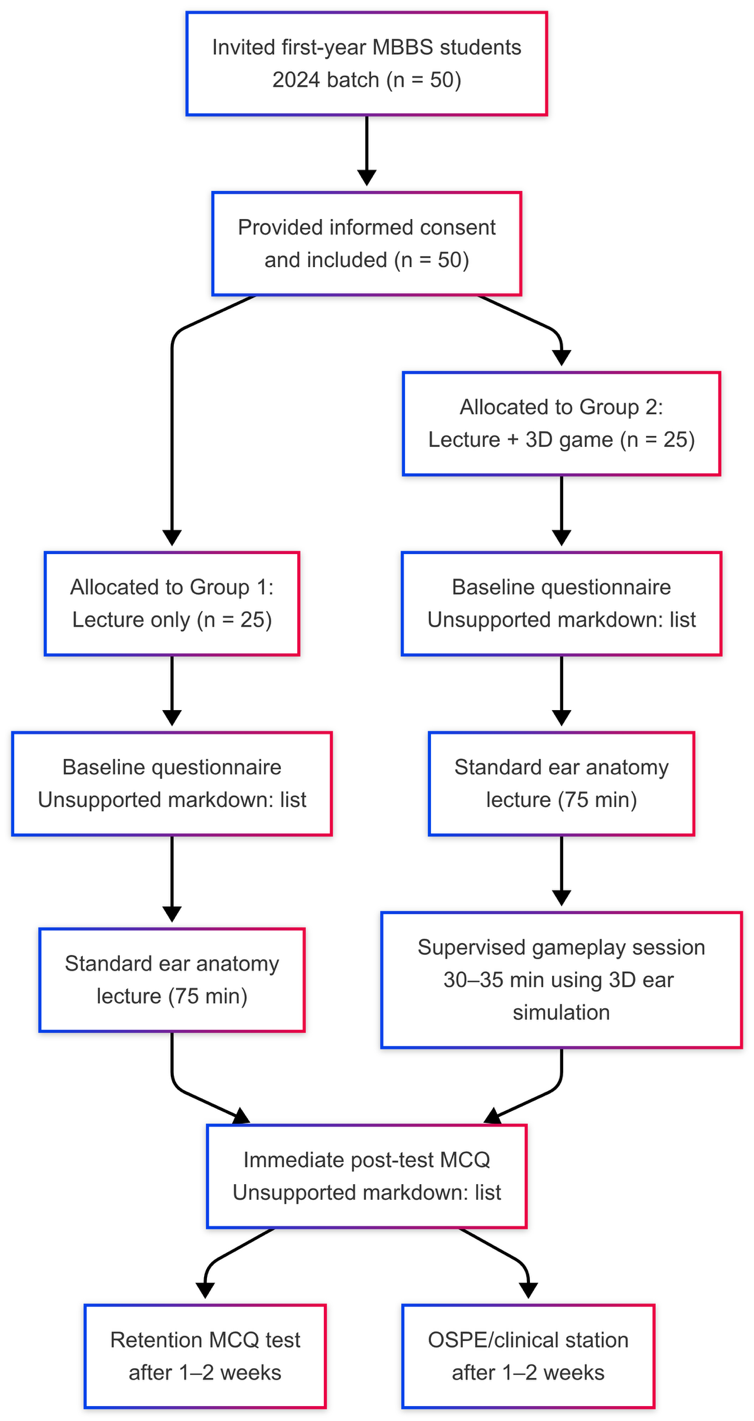 Invited first-year MBBS students
2024 batch (n = 50)
Provided informed consent
and included (n = 50)
Allocated to Group 2:
Lecture + 3D game (n = 25)
Allocated to Group 1:
Lecture only (n = 25)
Baseline questionnaire
Unsupported markdown: list
Baseline questionnaire
Unsupported markdown: list
Standard ear anatomy
lecture (75 min)
Standard ear anatomy
lecture (75 min)
Supervised gameplay session
30–35 min using 3D ear
simulation
Immediate post-test MCQ
Unsupported markdown: list
Retention MCQ test
after 1–2 weeks
OSPE/clinical station
after 1–2 weeks